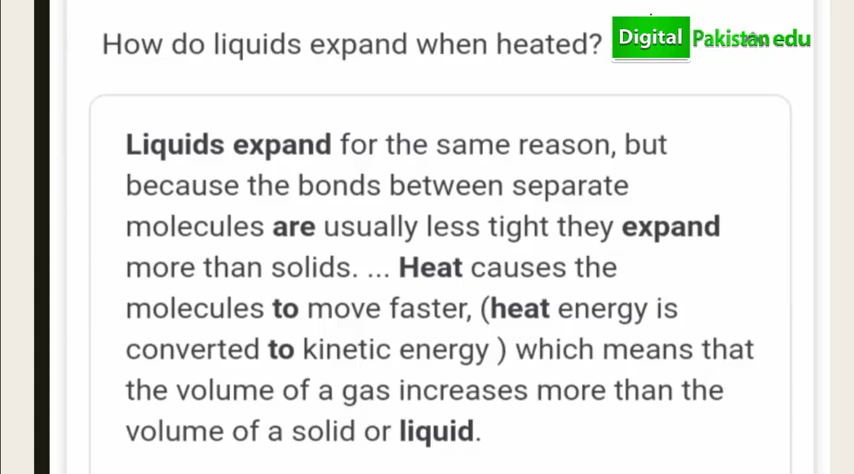 How do liquids expand when heated?
Digital Pakistan edu
Liquids expand for the same reason, but
because the bonds between separate
molecules are usually less tight they expand
more than solids. ... Heat causes the
molecules to move faster, (heat energy is
converted to kinetic energy ) which means that
the volume of a gas increases more than the
volume of a solid or liquid.